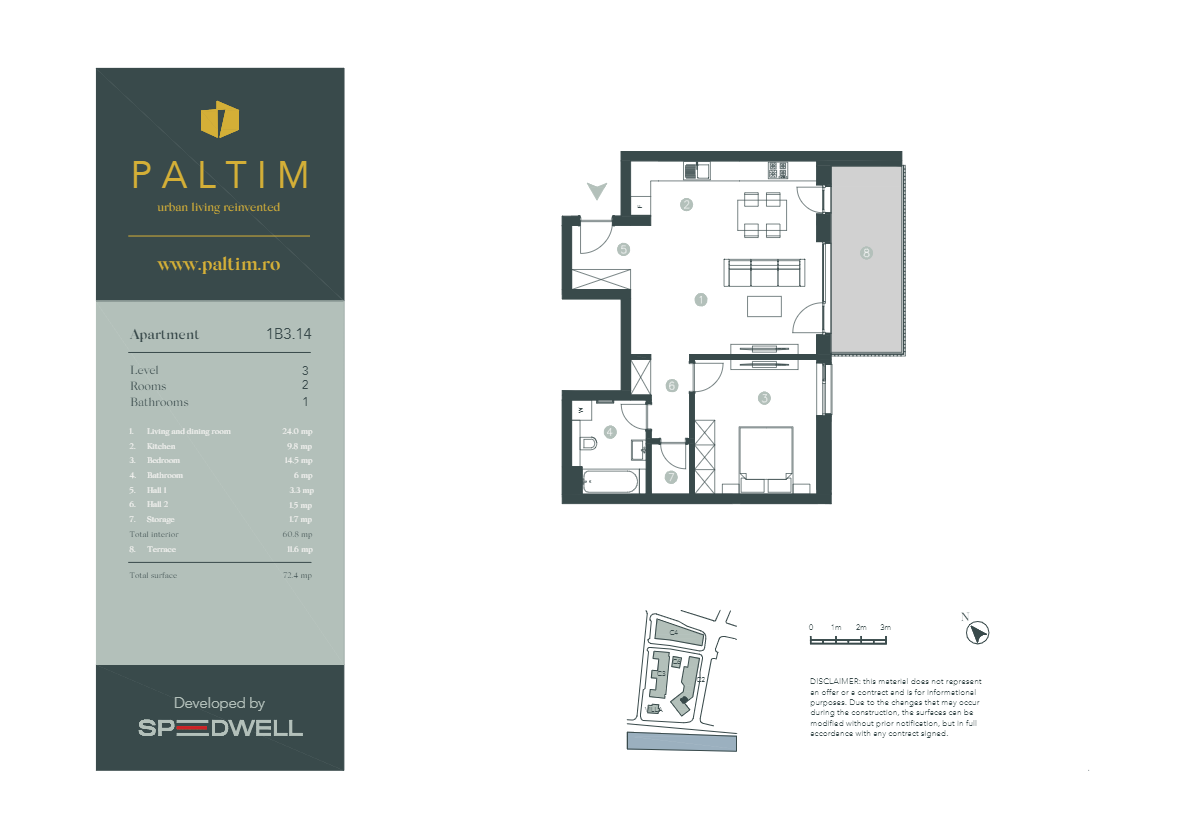 PALTIM
urban living reinvented
www.paltim.ro
Apartment 1B3.14
Level 3
Rooms 2
Bathrooms 1
1. Living and dining room 24.0 mp
2. Kitchen 9.8 mp
3. Bedroom 14.5 mp
4. Bathroom 6 mp
5. Hall 1 3.3 mp
6. Hall 2 1.5 mp
7. Storage 1.7 mp
Total interior 60.8 mp
8. Terrace 11.6 mp
Total surface 72.4 mp
Developed by
SPEEDWELL
2
F
5
8
1
6
3
W
4
7
C4
N
0 1m 2m 3m
DISCLAIMER: this material does not represent
an offer or a contract and is for informational
purposes. Due to the changes that may occur
during the construction, the surfaces can be
modified without prior notification, but in full
accordance with any contract signed.